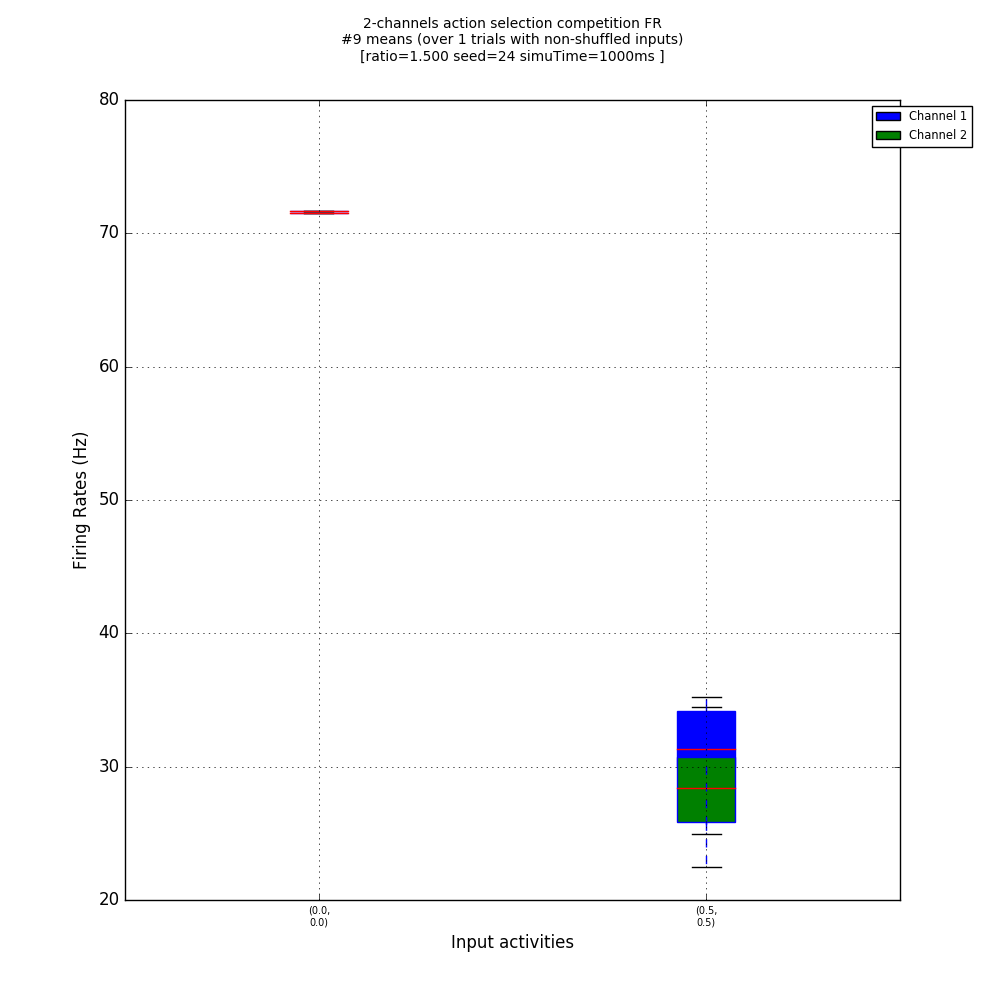 2-channels action selection competition FR
#9 means (over 1 trials with non-shuffled inputs)
[ratio=1.500 seed=24 simuTime=1000ms ]
Channel 1
Channel 2
80
70
60
50
40
30
20
Firing Rates (Hz)
(0.0,
0.0)
(0.5,
0.5)
Input activities